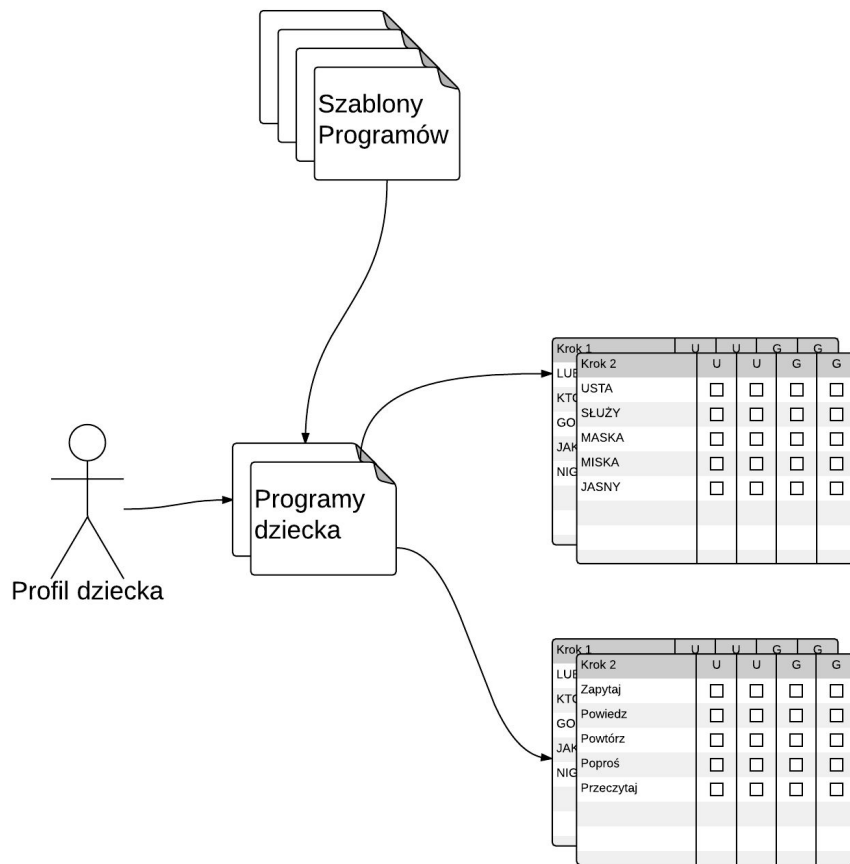 Szablony
Programów
Profil dziecka
Programy
dziecka
Krok 1 U U G G
Krok 2 U U G G
USTA
SŁUŻY
MASKA
MISKA
JASNY
Krok 1 U U G G
Krok 2 U U G G
Zapytaj
Powiedz
Powtórz
Poproś
Przeczytaj